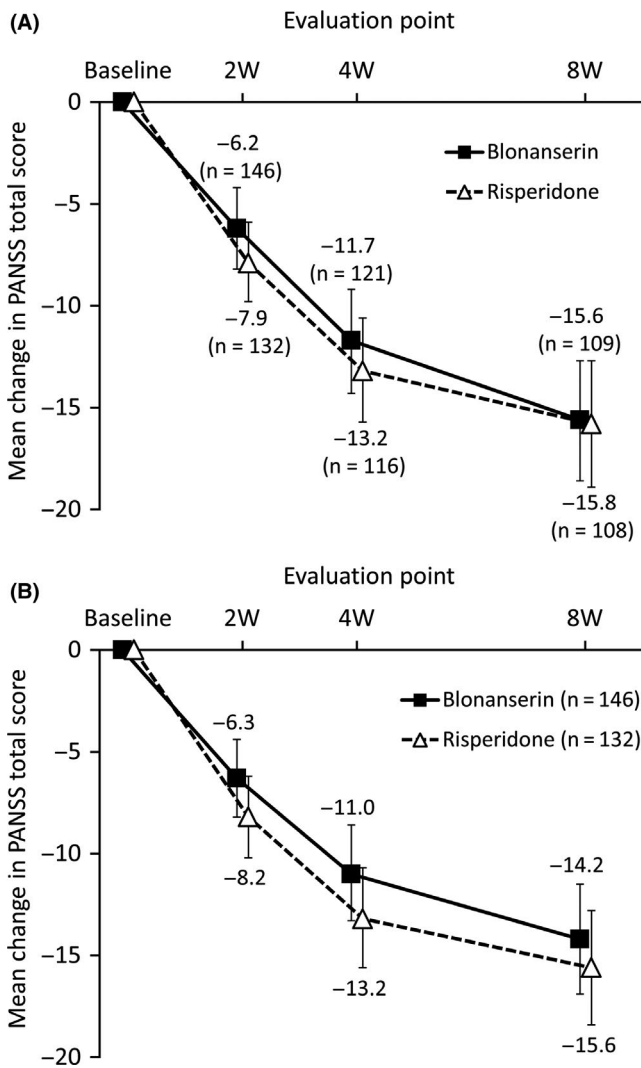 (A)
Evaluation point
Baseline 2W 4W 8W
0
−6.2
(n = 146)
Blonanserin
Risperidone
−5
−11.7
(n = 121)
−7.9
(n = 132)
−10
−15.6
(n = 109)
−13.2
(n = 116)
−15
−15.8
(n = 108)
−20
Mean change in PANSS total score
(B)
Evaluation point
Baseline 2W 4W 8W
0
Blonanserin (n = 146)
−6.3
Risperidone (n = 132)
−5
−11.0
−8.2
−10
−14.2
−13.2
−15
−15.6
−20
Mean change in PANSS total score